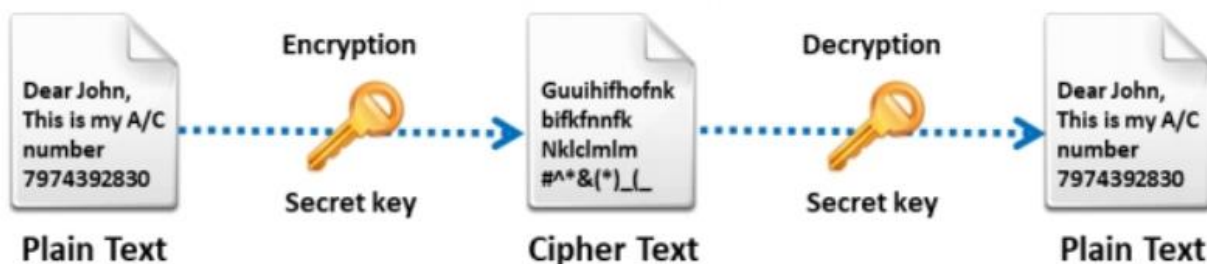 Encryption
Decryption
Dear John,
This is my A/C
number
7974392830
Guuihifhofnk
bifkfnnfk
Nklclmlm
#^*&(*)_(_
Dear John,
This is my A/C
number
7974392830
Secret key
Secret key
Plain Text
Cipher Text
Plain Text